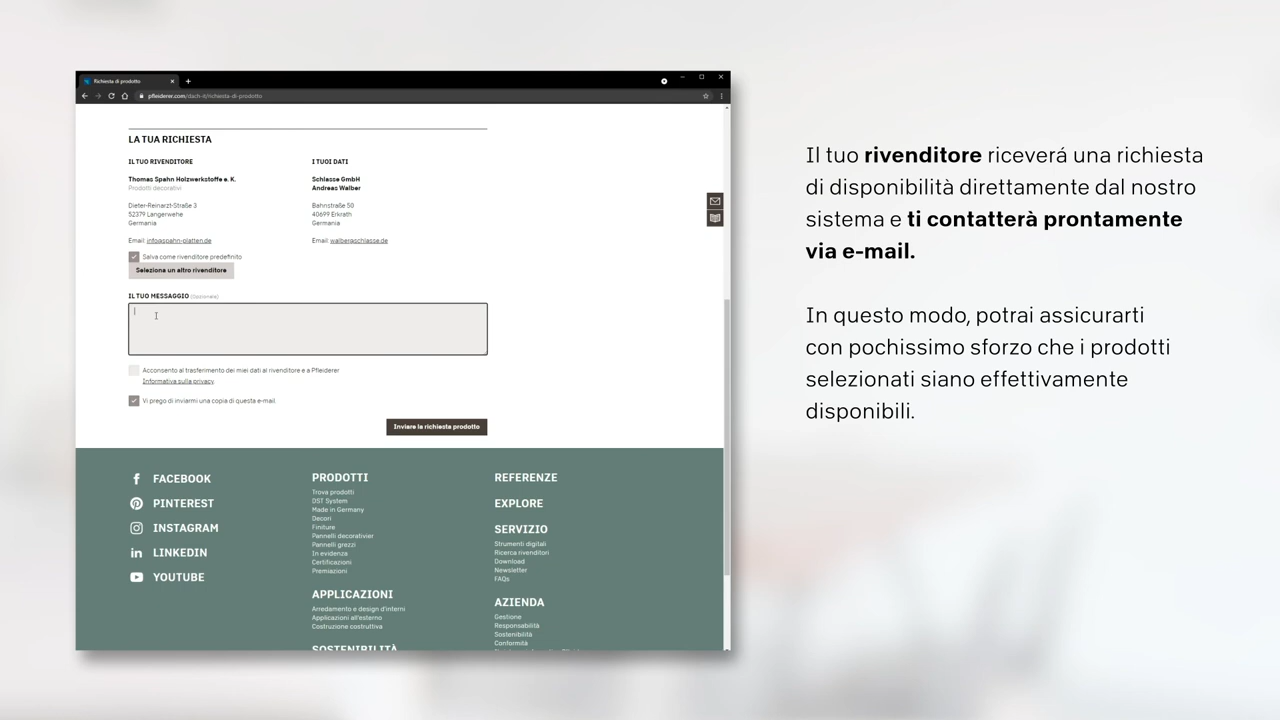 Richiesta di prodotto
pfleiderer.com/dach-it/richiesta-di-prodotto
LA TUA RICHIESTA
IL TUO RIVENDITORE
Thomas Spahn Holzwerkstoffe e. K.
Prodotti decorativi
Dieter-Reinarzt-Straße 3
52379 Langerwehe
Germania
Email: info@spahn-platten.de
Salva come rivenditore predefinito
Seleziona un altro rivenditore
I TUOI DATI
Schlasse GmbH
Andreas Walber
Bahnstraße 50
40699 Erkrath
Germania
Email: walber@schlasse.de
IL TUO MESSAGGIO (Opzionale)
Acconsento al trasferimento dei miei dati al rivenditore e a Pfleiderer
Informativa sulla privacy
Vi prego di inviarmi una copia di questa e-mail
Inviare la richiesta prodotto
FACEBOOK
PINTEREST
INSTAGRAM
LINKEDIN
YOUTUBE
PRODOTTI
Trova prodotti
DST System
Made in Germany
Decori
Finiture
Pannelli decorativier
Pannelli grezzi
In evidenza
Certificazioni
Premiazioni
APPLICAZIONI
Arredamento e design d'interni
Applicazioni all'esterno
Costruzione costruttiva
SOSTENIBILITÀ
REFERENZE
EXPLORE
SERVIZIO
Strumenti digitali
Ricerca rivenditori
Download
Newsletter
FAQs
AZIENDA
Gestione
Responsabilità
Sostenibilità
Conformità
Il tuo rivenditore riceverá una richiesta
di disponibilità direttamente dal nostro
sistema e ti contatterà prontamente
via e-mail.
In questo modo, potrai assicurarti
con pochissimo sforzo che i prodotti
selezionati siano effettivamente
disponibili.